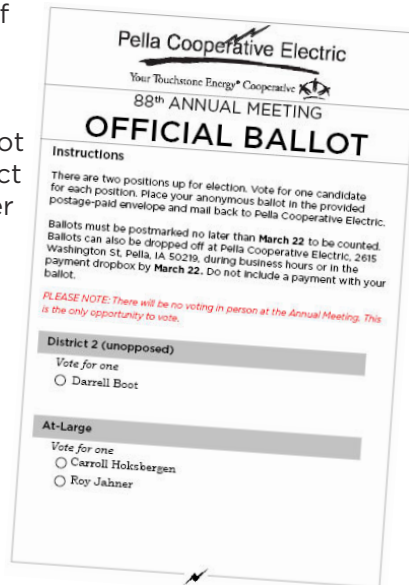 f
ot
ct
er
Pella Cooperative Electric
Your Touchstone Energy® Cooperative
88th ANNUAL MEETING
OFFICIAL BALLOT
Instructions
There are two positions up for election. Vote for one candidate
for each position. Place your anonymous ballot in the provided
postage-paid envelope and mail back to Pella Cooperative Electric.
Ballots must be postmarked no later than March 22 to be counted.
Ballots can also be dropped off at Pella Cooperative Electric, 2615
Washington St, Pella, IA 50219, during business hours or in the
payment dropbox by March 22. Do not include a payment with your
ballot.
PLEASE NOTE: There will be no voting in person at the Annual Meeting. This
is the only opportunity to vote.
District 2 (unopposed)
Vote for one
Darrell Boot
At-Large
Vote for one
Carroll Hoksbergen
Roy Jahner